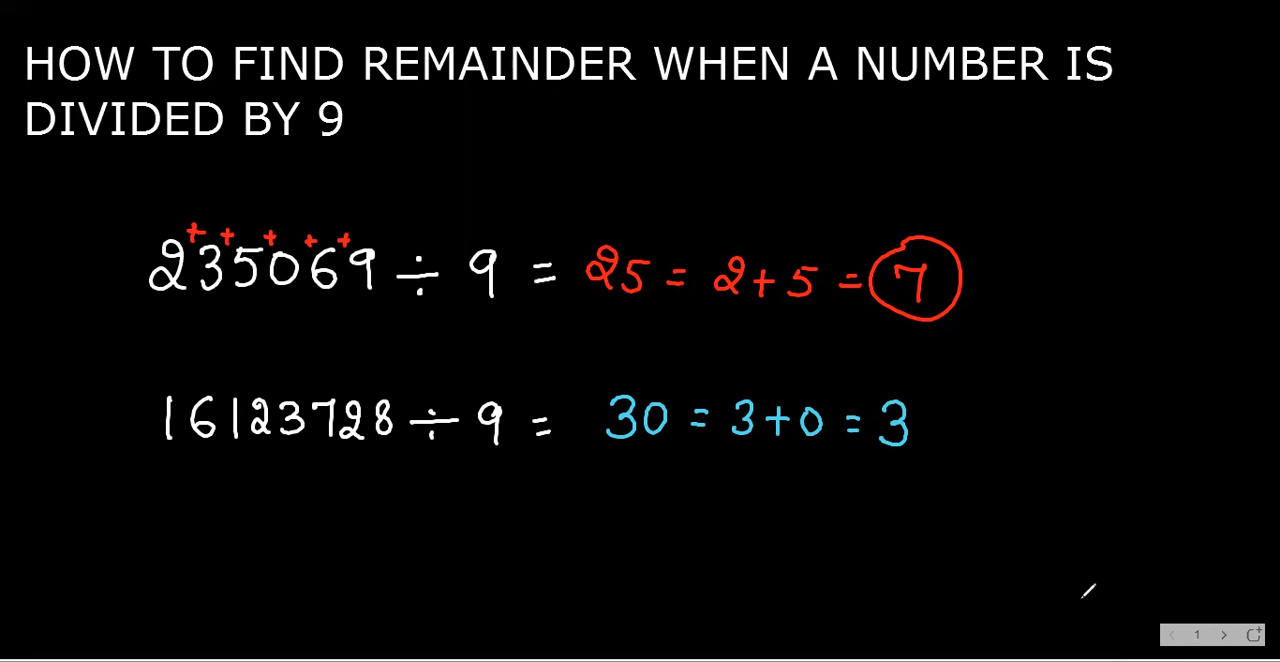 HOW TO FIND REMAINDER WHEN A NUMBER IS
DIVIDED BY 9
+ + + + +
235069 ÷ 9 = 25 = 2+5 = 7
16123728 ÷ 9 = 30 = 3+0 = 3
1